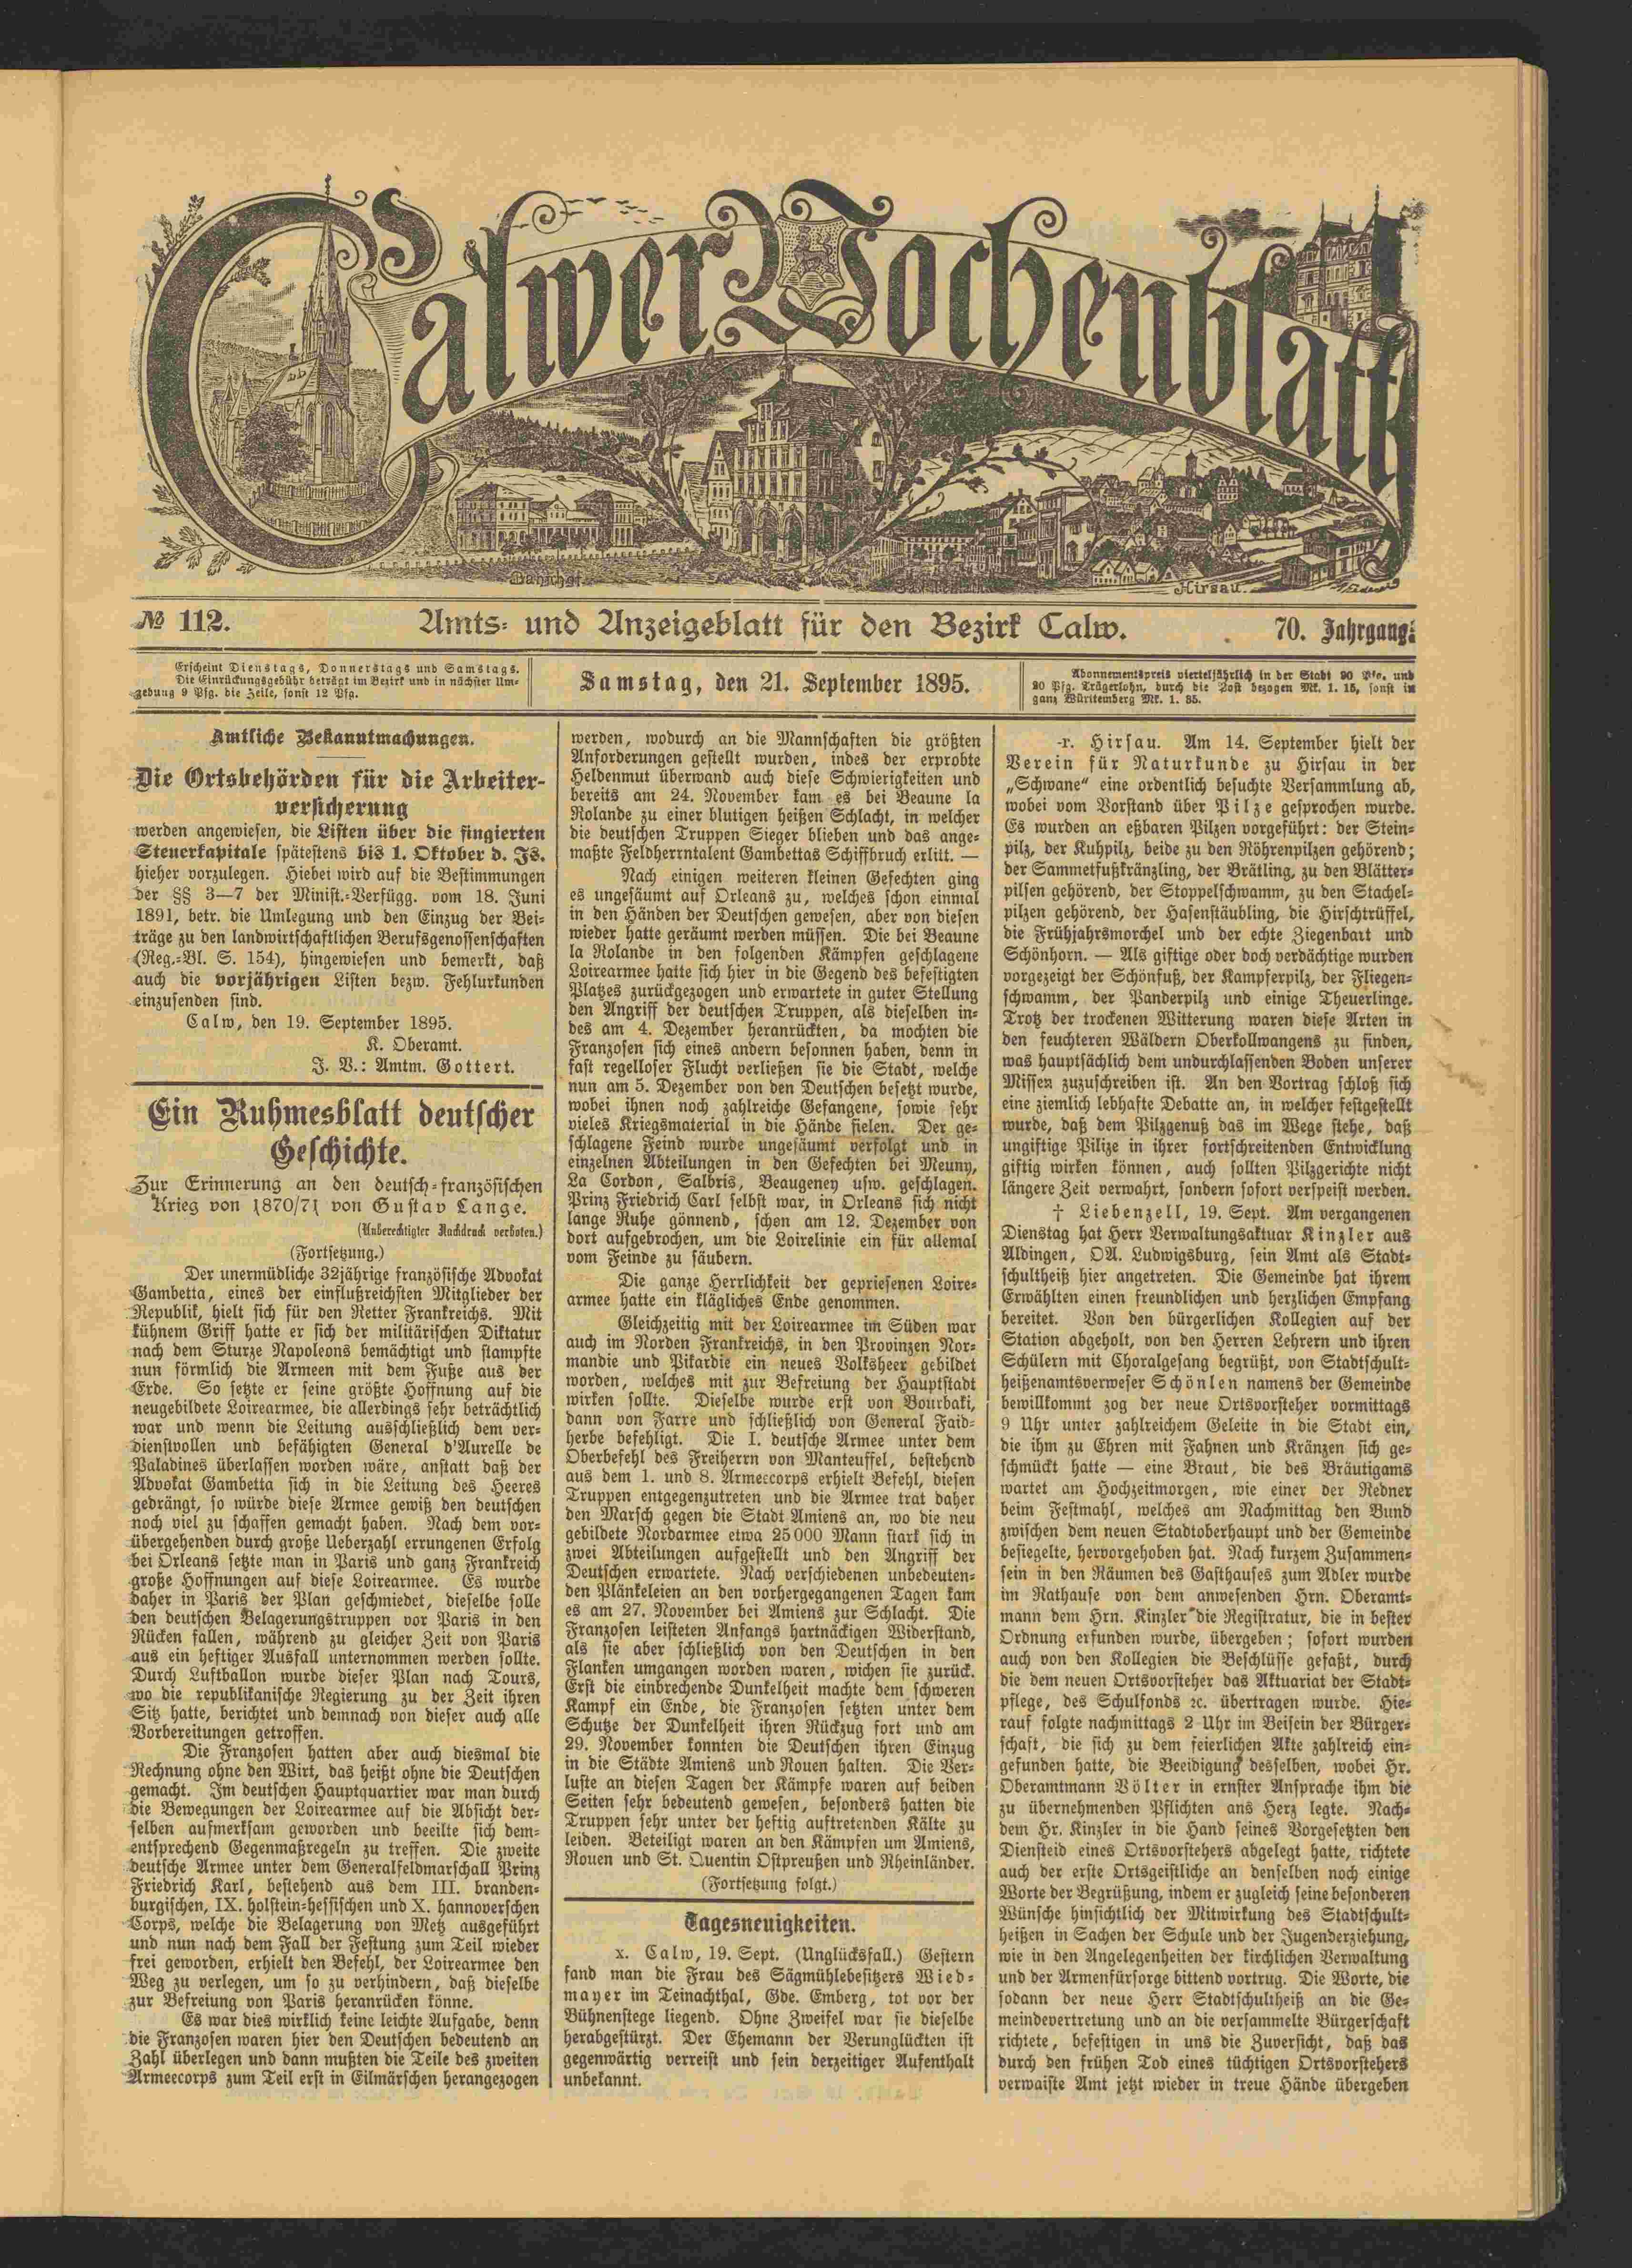 Calwer Wochenblatt
Bahnhof.
Hirsau.
№ 112.
Amts- und Anzeigeblatt für den Bezirk Calw.
70. Jahrgang.
Erscheint Dienstags, Donnerstags und Samstags.
Die Einrückungsgebühr beträgt im Bezirk und in nächster Um-
gebung 9 Pfg. die Zeile, sonst 12 Pfg.
Samstag, den 21. September 1895.
Abonnementspreis vierteljährlich in der Stadt 90 Pfg. und
20 Pfg. Trägerlohn, durch die Post bezogen Mk. 1. 15, sonst in
ganz Württemberg Mk. 1. 35.
Amtliche Bekanntmachungen.
Die Ortsbehörden für die Arbeiter-
versicherung
werden angewiesen, die Listen über die fingierten
Steuerkapitale spätestens bis 1. Oktober d. Js.
hieher vorzulegen. Hiebei wird auf die Bestimmungen
der §§ 3—7 der Minist.-Verfügg. vom 18. Juni
1891, betr. die Umlegung und den Einzug der Bei-
träge zu den landwirtschaftlichen Berufsgenossenschaften
(Reg.-Bl. S. 154), hingewiesen und bemerkt, daß
auch die vorjährigen Listen bezw. Fehlurkunden
einzusenden sind.
Calw, den 19. September 1895.
K. Oberamt.
J. V.: Amtm. Gottert.
Ein Ruhmesblatt deutscher
Geschichte.
Zur Erinnerung an den deutsch-französischen
Krieg von 1870/71 von Gustav Lange.
(Unberechtigter Nachdruck verboten.)
(Fortsetzung.)
Der unermüdliche 32jährige französische Advokat
Gambetta, eines der einflußreichsten Mitglieder der
Republik, hielt sich für den Retter Frankreichs. Mit
kühnem Griff hatte er sich der militärischen Diktatur
nach dem Sturze Napoleons bemächtigt und stampfte
nun förmlich die Armeen mit dem Fuße aus der
Erde. So setzte er seine größte Hoffnung auf die
neugebildete Loirearmee, die allerdings sehr beträchtlich
war und wenn die Leitung ausschließlich dem ver-
dienstvollen und befähigten General d'Aurelle de
Paladines überlassen worden wäre, anstatt daß der
Advokat Gambetta sich in die Leitung des Heeres
gedrängt, so würde diese Armee gewiß den deutschen
noch viel zu schaffen gemacht haben. Nach dem vor-
übergehenden durch große Ueberzahl errungenen Erfolg
bei Orleans setzte man in Paris und ganz Frankreich
große Hoffnungen auf diese Loirearmee. Es wurde
daher in Paris der Plan geschmiedet, dieselbe solle
den deutschen Belagerungstruppen vor Paris in den
Rücken fallen, während zu gleicher Zeit von Paris
aus ein heftiger Ausfall unternommen werden sollte.
Durch Luftballon wurde dieser Plan nach Tours,
wo die republikanische Regierung zu der Zeit ihren
Sitz hatte, berichtet und demnach von dieser auch alle
Vorbereitungen getroffen.
Die Franzosen hatten aber auch diesmal die
Rechnung ohne den Wirt, das heißt ohne die Deutschen
gemacht. Im deutschen Hauptquartier war man durch
die Bewegungen der Loirearmee auf die Absicht der-
selben aufmerksam geworden und beeilte sich dem-
entsprechend Gegenmaßregeln zu treffen. Die zweite
deutsche Armee unter dem Generalfeldmarschall Prinz
Friedrich Karl, bestehend aus dem III. branden-
burgischen, IX. holstein-hessischen und X. hannoverschen
Corps, welche die Belagerung von Metz ausgeführt
und nun nach dem Fall der Festung zum Teil wieder
frei geworden, erhielt den Befehl, der Loirearmee den
Weg zu verlegen, um so zu verhindern, daß dieselbe
zur Befreiung von Paris heranrücken könne.
Es war dies wirklich keine leichte Aufgabe, denn
die Franzosen waren hier den Deutschen bedeutend an
Zahl überlegen und dann mußten die Teile des zweiten
Armeecorps zum Teil erst in Eilmärschen herangezogen
werden, wodurch an die Mannschaften die größten
Anforderungen gestellt wurden, indes der erprobte
Heldenmut überwand auch diese Schwierigkeiten und
bereits am 24. November kam es bei Beaune la
Rolande zu einer blutigen heißen Schlacht, in welcher
die deutschen Truppen Sieger blieben und das ange-
maßte Feldherrntalent Gambettas Schiffbruch erlitt. —
Nach einigen weiteren kleinen Gefechten ging
es ungesäumt auf Orleans zu, welches schon einmal
in den Händen der Deutschen gewesen, aber von diesen
wieder hatte geräumt werden müssen. Die bei Beaune
la Rolande in den folgenden Kämpfen geschlagene
Loirearmee hatte sich hier in die Gegend des befestigten
Platzes zurückgezogen und erwartete in guter Stellung
den Angriff der deutschen Truppen, als dieselben in-
des am 4. Dezember heranrückten, da mochten die
Franzosen sich eines andern besonnen haben, denn in
fast regelloser Flucht verließen sie die Stadt, welche
nun am 5. Dezember von den Deutschen besetzt wurde,
wobei ihnen noch zahlreiche Gefangene, sowie sehr
vieles Kriegsmaterial in die Hände fielen. Der ge-
schlagene Feind wurde ungesäumt verfolgt und in
einzelnen Abteilungen in den Gefechten bei Meuny,
La Cordon, Salbris, Beaugeney usw. geschlagen.
Prinz Friedrich Carl selbst war, in Orleans sich nicht
lange Ruhe gönnend, schon am 12. Dezember von
dort aufgebrochen, um die Loirelinie ein für allemal
vom Feinde zu säubern.
Die ganze Herrlichkeit der gepriesenen Loire-
armee hatte ein klägliches Ende genommen.
Gleichzeitig mit der Loirearmee im Süden war
auch im Norden Frankreichs, in den Provinzen Nor-
mandie und Pikardie ein neues Volksheer gebildet
worden, welches mit zur Befreiung der Hauptstadt
wirken sollte. Dieselbe wurde erst von Bourbaki,
dann von Farre und schließlich von General Faid-
herbe befehligt. Die I. deutsche Armee unter dem
Oberbefehl des Freiherrn von Manteuffel, bestehend
aus dem 1. und 8. Armeecorps erhielt Befehl, diesen
Truppen entgegenzutreten und die Armee trat daher
den Marsch gegen die Stadt Amiens an, wo die neu
gebildete Nordarmee etwa 25 000 Mann stark sich in
zwei Abteilungen aufgestellt und den Angriff der
Deutschen erwartete. Nach verschiedenen unbedeuten-
den Plänkeleien an den vorhergegangenen Tagen kam
es am 27. November bei Amiens zur Schlacht. Die
Franzosen leisteten Anfangs hartnäckigen Widerstand,
als sie aber schließlich von den Deutschen in den
Flanken umgangen worden waren, wichen sie zurück.
Erst die einbrechende Dunkelheit machte dem schweren
Kampf ein Ende, die Franzosen setzten unter dem
Schutze der Dunkelheit ihren Rückzug fort und am
29. November konnten die Deutschen ihren Einzug
in die Städte Amiens und Rouen halten. Die Ver-
luste an diesen Tagen der Kämpfe waren auf beiden
Seiten sehr bedeutend gewesen, besonders hatten die
Truppen sehr unter der heftig auftretenden Kälte zu
leiden. Beteiligt waren an den Kämpfen um Amiens,
Rouen und St. Quentin Ostpreußen und Rheinländer.
(Fortsetzung folgt.)
Tagesneuigkeiten.
x. Calw, 19. Sept. (Unglücksfall.) Gestern
fand man die Frau des Sägmühlebesitzers Wied-
mayer im Teinachthal, Gde. Emberg, tot vor der
Bühnenstege liegend. Ohne Zweifel war sie dieselbe
herabgestürzt. Der Ehemann der Verunglückten ist
gegenwärtig verreist und sein derzeitiger Aufenthalt
unbekannt.
-r. Hirsau. Am 14. September hielt der
Verein für Naturkunde zu Hirsau in der
„Schwane“ eine ordentlich besuchte Versammlung ab,
wobei vom Vorstand über Pilze gesprochen wurde.
Es wurden an eßbaren Pilzen vorgeführt: der Stein-
pilz, der Kuhpilz, beide zu den Röhrenpilzen gehörend;
der Sammetfußkränzling, der Brätling, zu den Blätter-
pilsen gehörend, der Stoppelschwamm, zu den Stachel-
pilzen gehörend, der Hasenstäubling, die Hirschtrüffel,
die Frühjahrsmorchel und der echte Ziegenbart und
Schönhorn. — Als giftige oder doch verdächtige wurden
vorgezeigt der Schönfuß, der Kampferpilz, der Fliegen-
schwamm, der Panderpilz und einige Theuerlinge.
Trotz der trockenen Witterung waren diese Arten in
den feuchteren Wäldern Oberkollwangens zu finden,
was hauptsächlich dem undurchlassenden Boden unserer
Missen zuzuschreiben ist. An den Vortrag schloß sich
eine ziemlich lebhafte Debatte an, in welcher festgestellt
wurde, daß dem Pilzgenuß das im Wege stehe, daß
ungiftige Pilze in ihrer fortschreitenden Entwicklung
giftig wirken können, auch sollten Pilzgerichte nicht
längere Zeit verwahrt, sondern sofort verspeist werden.
† Liebenzell, 19. Sept. Am vergangenen
Dienstag hat Herr Verwaltungsaktuar Kinzler aus
Aldingen, OA. Ludwigsburg, sein Amt als Stadt-
schultheiß hier angetreten. Die Gemeinde hat ihrem
Erwählten einen freundlichen und herzlichen Empfang
bereitet. Von den bürgerlichen Kollegien auf der
Station abgeholt, von den Herren Lehrern und ihren
Schülern mit Choralgesang begrüßt, von Stadtschult-
heißenamtsverweser Schönlen namens der Gemeinde
bewillkommt zog der neue Ortsvorsteher vormittags
9 Uhr unter zahlreichem Geleite in die Stadt ein,
die ihm zu Ehren mit Fahnen und Kränzen sich ge-
schmückt hatte — eine Braut, die des Bräutigams
wartet am Hochzeitmorgen, wie einer der Redner
beim Festmahl, welches am Nachmittag den Bund
zwischen dem neuen Stadtoberhaupt und der Gemeinde
besiegelte, hervorgehoben hat. Nach kurzem Zusammen-
sein in den Räumen des Gasthauses zum Adler wurde
im Rathause von dem anwesenden Hrn. Oberamt-
mann dem Hrn. Kinzler die Registratur, die in bester
Ordnung erfunden wurde, übergeben; sofort wurden
auch von den Kollegien die Beschlüsse gefaßt, durch
die dem neuen Ortsvorsteher das Aktuariat der Stadt-
pflege, des Schulfonds ꝛc. übertragen wurde. Hie-
rauf folgte nachmittags 2 Uhr im Beisein der Bürger-
schaft, die sich zu dem feierlichen Akte zahlreich ein-
gefunden hatte, die Beeidigung desselben, wobei Hr.
Oberamtmann Völter in ernster Ansprache ihm die
zu übernehmenden Pflichten ans Herz legte. Nach-
dem Hr. Kinzler in die Hand seines Vorgesetzten den
Diensteid eines Ortsvorstehers abgelegt hatte, richtete
auch der erste Ortsgeistliche an denselben noch einige
Worte der Begrüßung, indem er zugleich seine besonderen
Wünsche hinsichtlich der Mitwirkung des Stadtschult-
heißen in Sachen der Schule und der Jugenderziehung,
wie in den Angelegenheiten der kirchlichen Verwaltung
und der Armenfürsorge bittend vortrug. Die Worte, die
sodann der neue Herr Stadtschultheiß an die Ge-
meindevertretung und an die versammelte Bürgerschaft
richtete, befestigen in uns die Zuversicht, daß das
durch den frühen Tod eines tüchtigen Ortsvorstehers
verwaiste Amt jetzt wieder in treue Hände übergeben